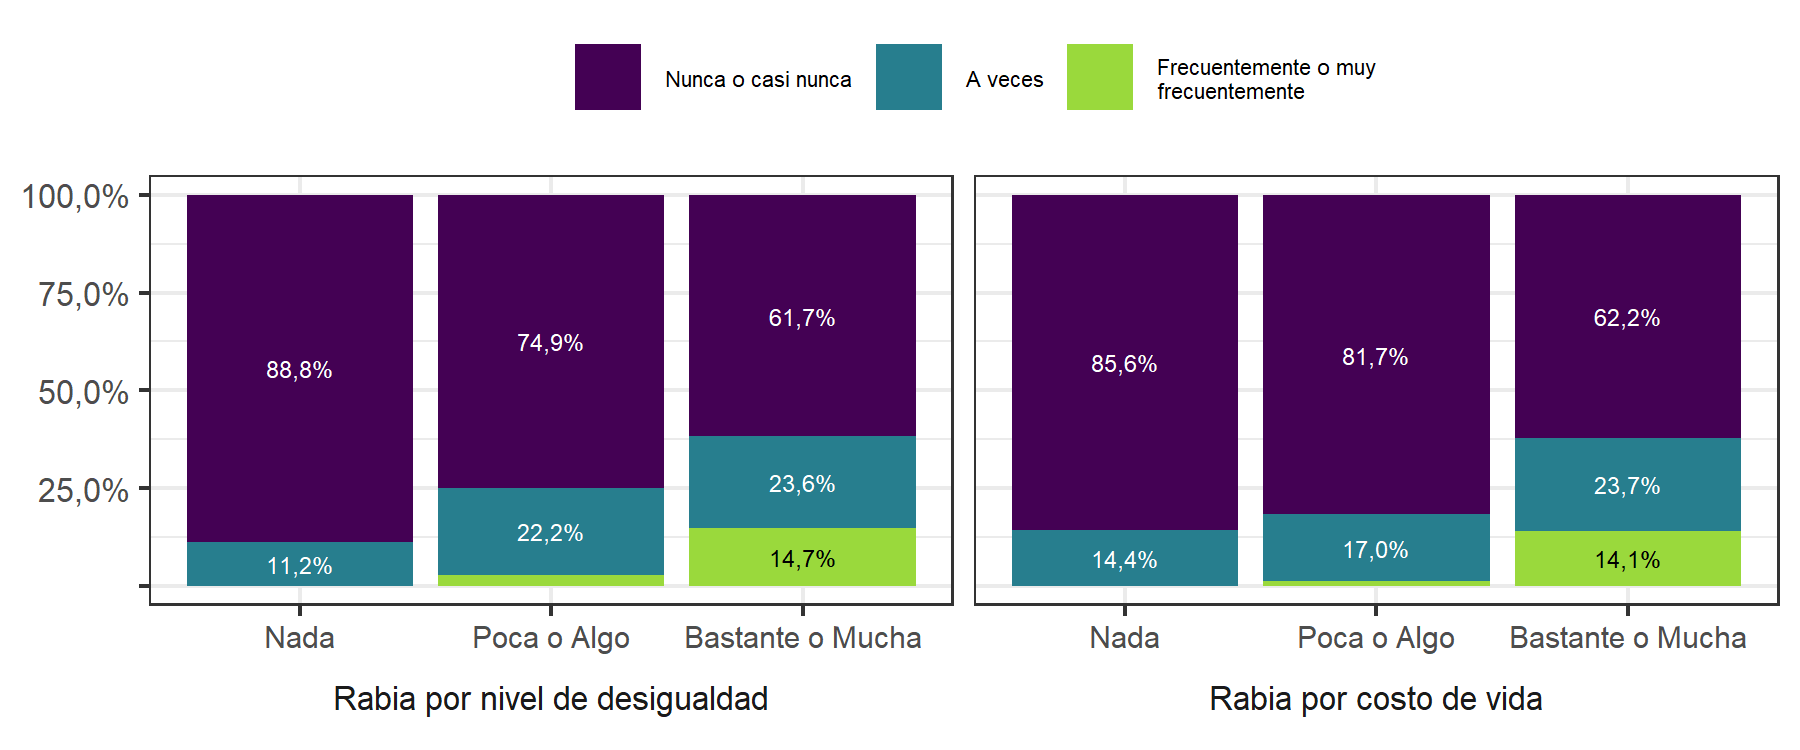 Nunca o casi nunca
A veces
Frecuentemente o muy
frecuentemente
100,0%
75,0%
50,0%
25,0%
88,8%
11,2%
74,9%
22,2%
61,7%
23,6%
14,7%
Nada
Poca o Algo
Bastante o Mucha
Rabia por nivel de desigualdad
85,6%
14,4%
81,7%
17,0%
62,2%
23,7%
14,1%
Nada
Poca o Algo
Bastante o Mucha
Rabia por costo de vida